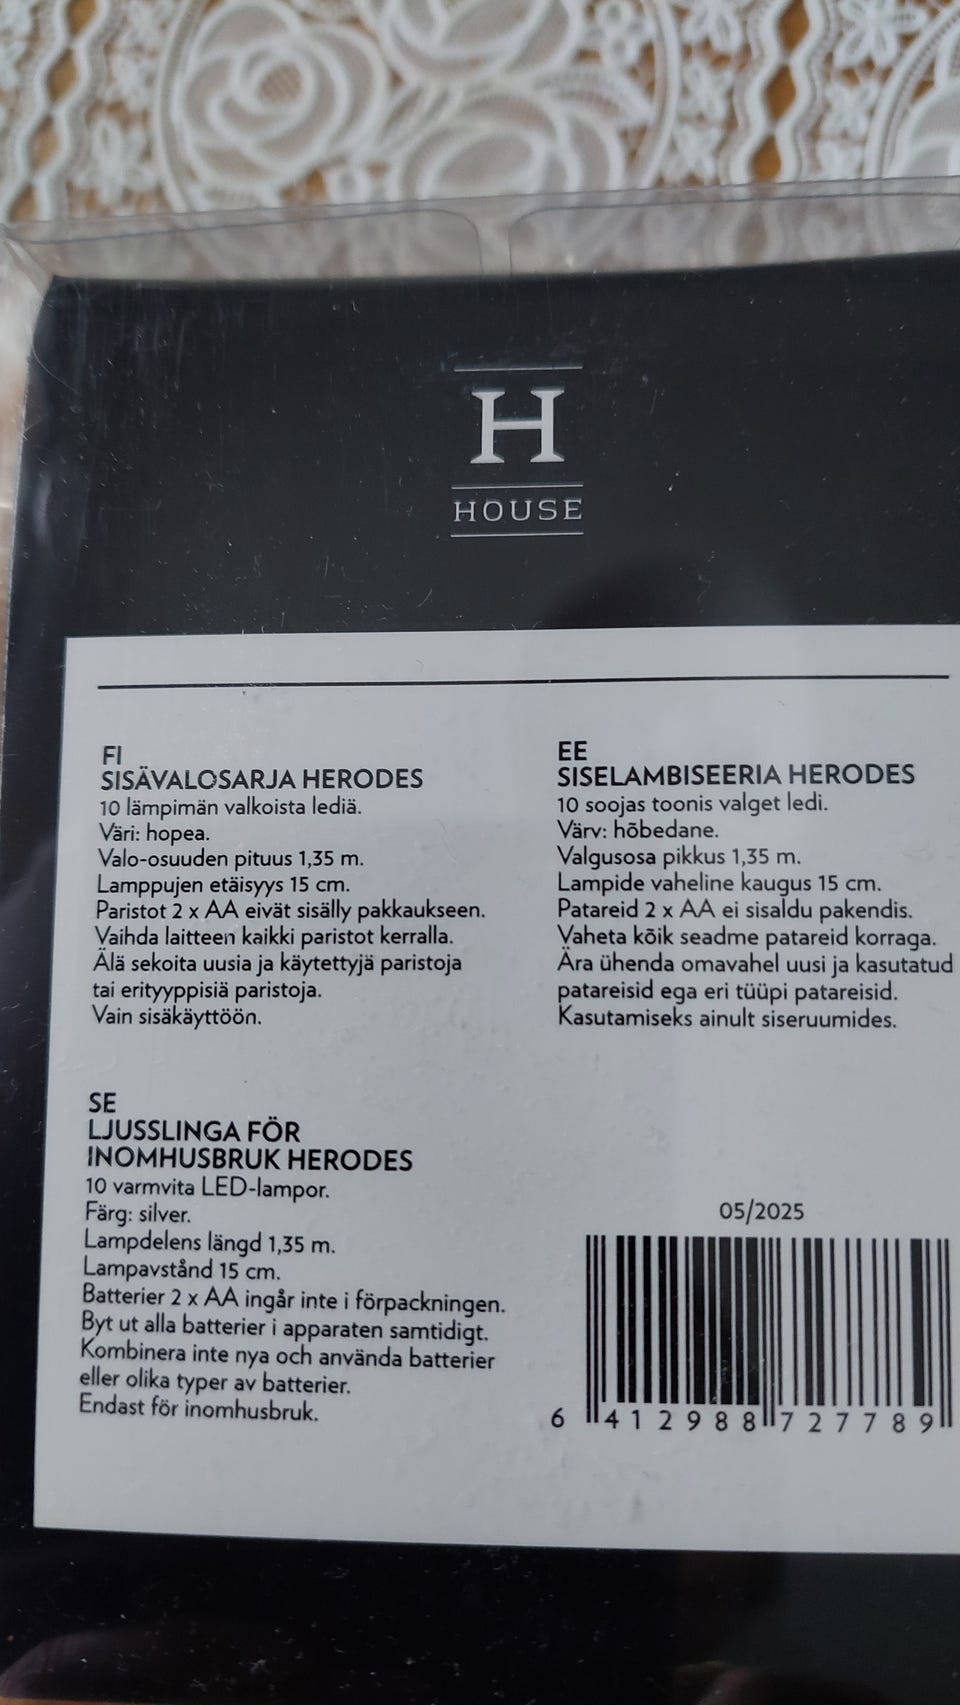 H
HOUSE
FI
SISÄVALOSARJA HERODES
10 lämpimän valkoista lediä.
Väri: hopea.
Valo-osuuden pituus 1,35 m.
Lamppujen etäisyys 15 cm.
Paristot 2 x AA eivät sisälly pakkaukseen.
Vaihda laitteen kaikki paristot kerralla.
Älä sekoita uusia ja käytettyjä paristoja
tai erityyppisiä paristoja.
Vain sisäkäyttöön.
EE
SISELAMBISEERIA HERODES
10 soojas toonis valget ledi.
Värv: hõbedane.
Valgusosa pikkus 1,35 m.
Lampide vaheline kaugus 15 cm.
Patareid 2 x AA ei sisaldu pakendis.
Vaheta kõik seadme patareid korraga.
Ära ühenda omavahel uusi ja kasutatud
patareisid ega eri tüüpi patareisid.
Kasutamiseks ainult siseruumides.
SE
LJUSSLINGA FÖR
INOMHUSBRUK HERODES
10 varmvita LED-lampor.
Färg: silver.
Lampdelens längd 1,35 m.
Lampavstånd 15 cm.
Batterier 2 x AA ingår inte i förpackningen.
Byt ut alla batterier i apparaten samtidigt.
Kombinera inte nya och använda batterier
eller olika typer av batterier.
Endast för inomhusbruk.
05/2025
6 412988 727789